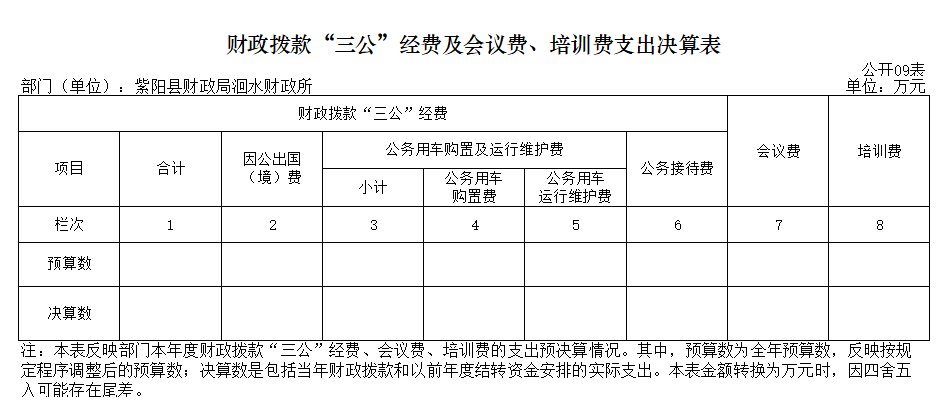 财政拨款“三公”经费及会议费、培训费支出决算表
公开09表
部门（单位）：紫阳县财政局洄水财政所
单位：万元
财政拨款“三公”经费
会议费
培训费
项目
合计
因公出国
（境）费
公务用车购置及运行维护费
公务接待费
小计
公务用车
购置费
公务用车
运行维护费
栏次 1 2 3 4 5 6 7 8
预算数
决算数
注：本表反映部门本年度财政拨款“三公”经费、会议费、培训费的支出预决算情况。其中，预算数为全年预算数，反映按规
定程序调整后的预算数；决算数是包括当年财政拨款和以前年度结转资金安排的实际支出。本表金额转换为万元时，因四舍五
入可能存在尾差。